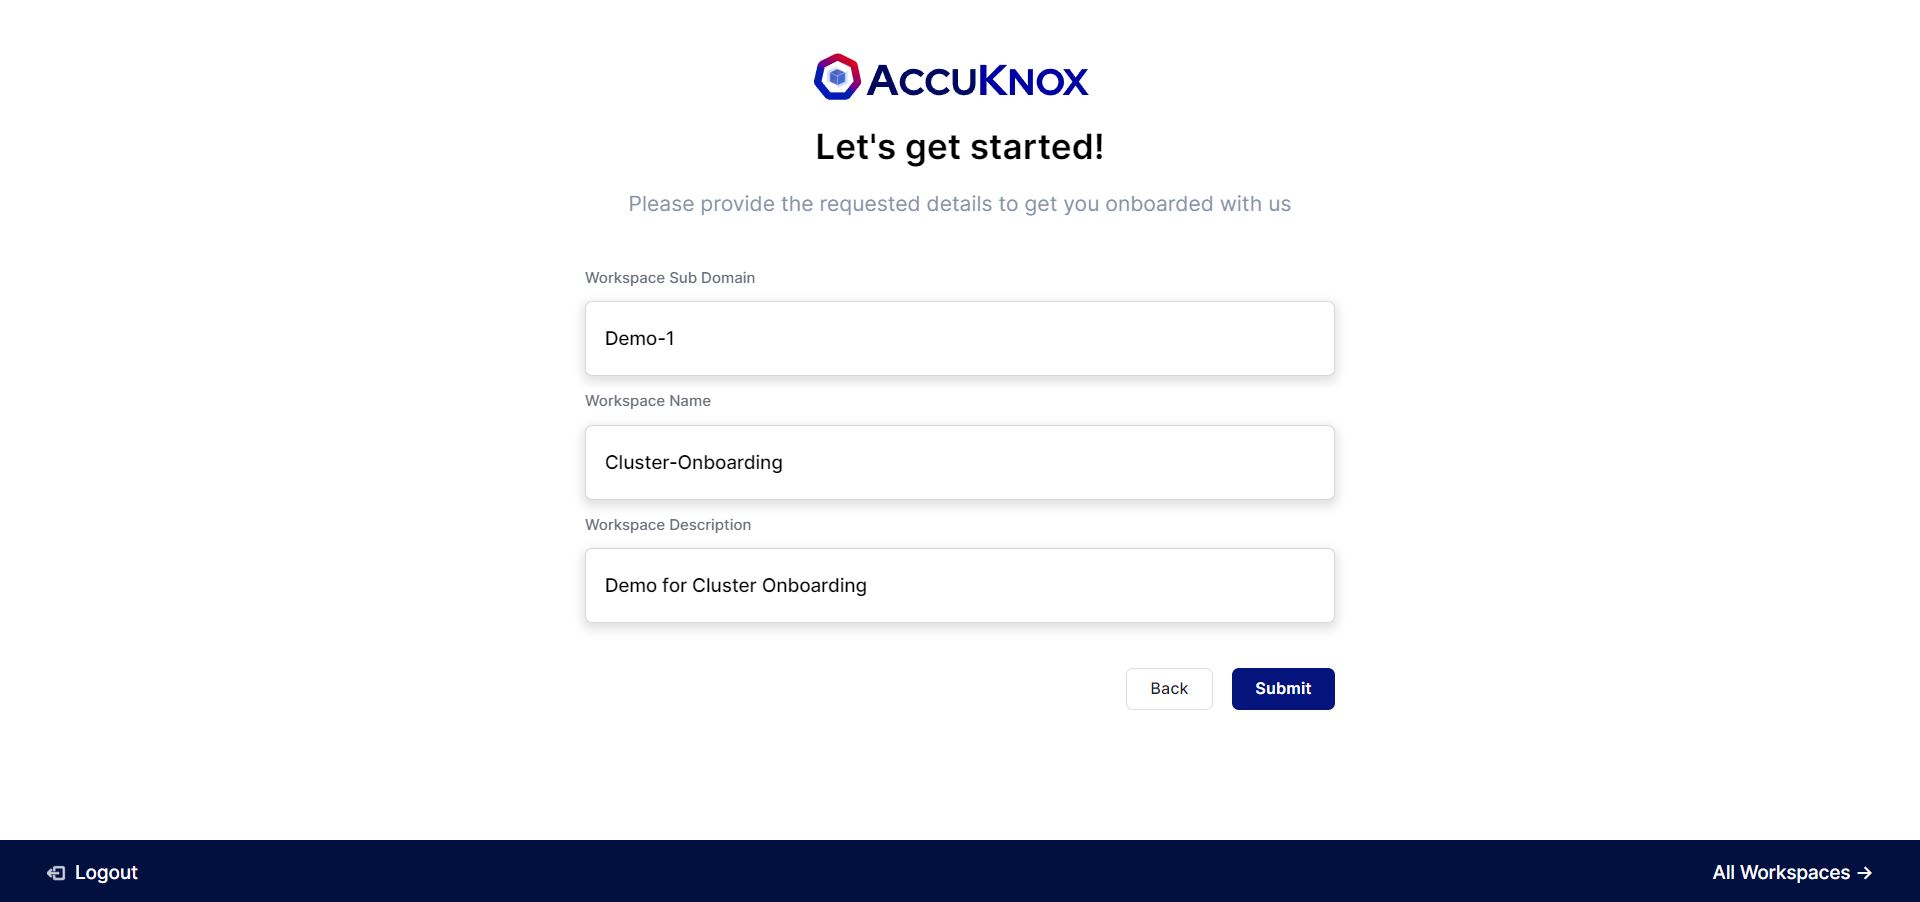 ACCUKNOX
Let's get started!
Please provide the requested details to get you onboarded with us
Workspace Sub Domain
Demo-1
Workspace Name
Cluster-Onboarding
Workspace Description
Demo for Cluster Onboarding
Back
Submit
Logout
All Workspaces →